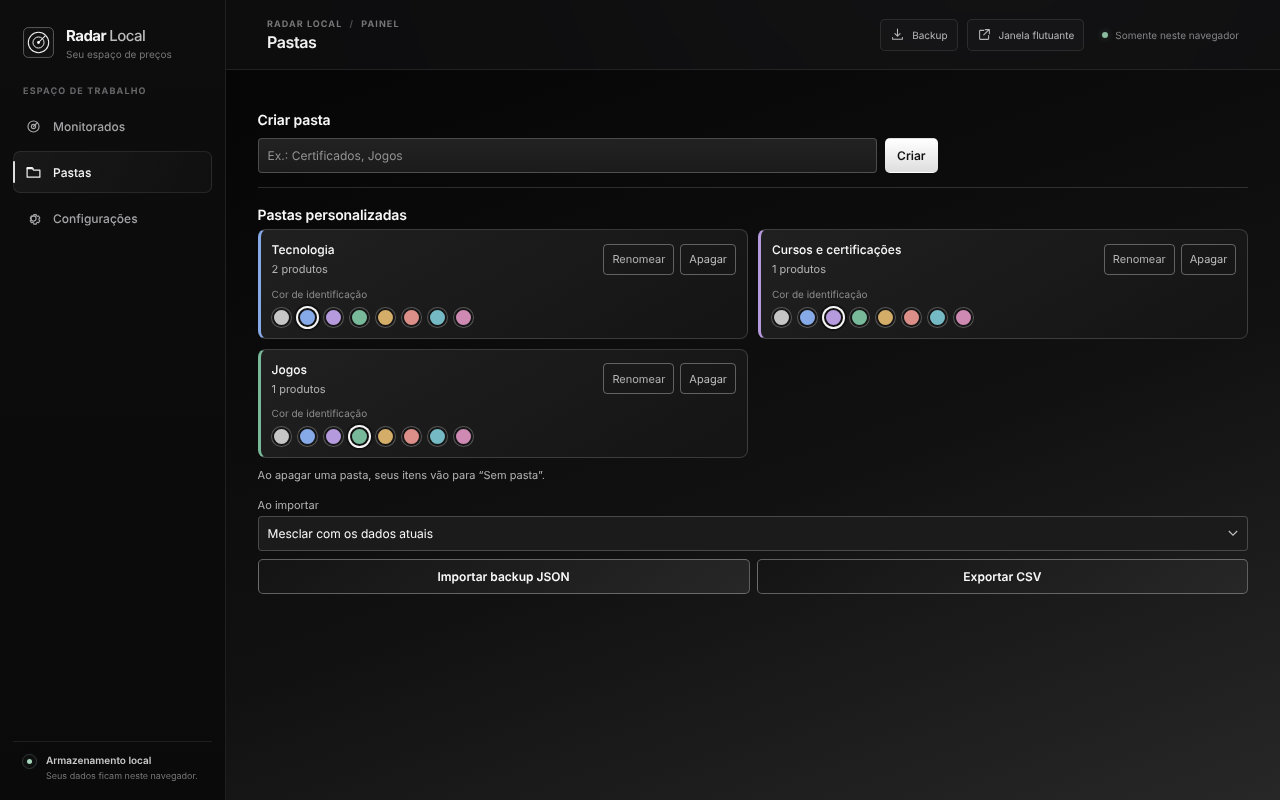 Radar Local
Seu espaço de preços
ESPAÇO DE TRABALHO
Monitorados
Pastas
Configurações
Armazenamento local
Seus dados ficam neste navegador.
RADAR LOCAL / PAINEL
Pastas
Backup
Janela flutuante
Somente neste navegador
Criar pasta
Ex.: Certificados, Jogos
Criar
Pastas personalizadas
Tecnologia
2 produtos
Renomear
Apagar
Cor de identificação
Cursos e certificações
1 produtos
Renomear
Apagar
Cor de identificação
Jogos
1 produtos
Renomear
Apagar
Cor de identificação
Ao apagar uma pasta, seus itens vão para “Sem pasta”.
Ao importar
Mesclar com os dados atuais
Importar backup JSON
Exportar CSV